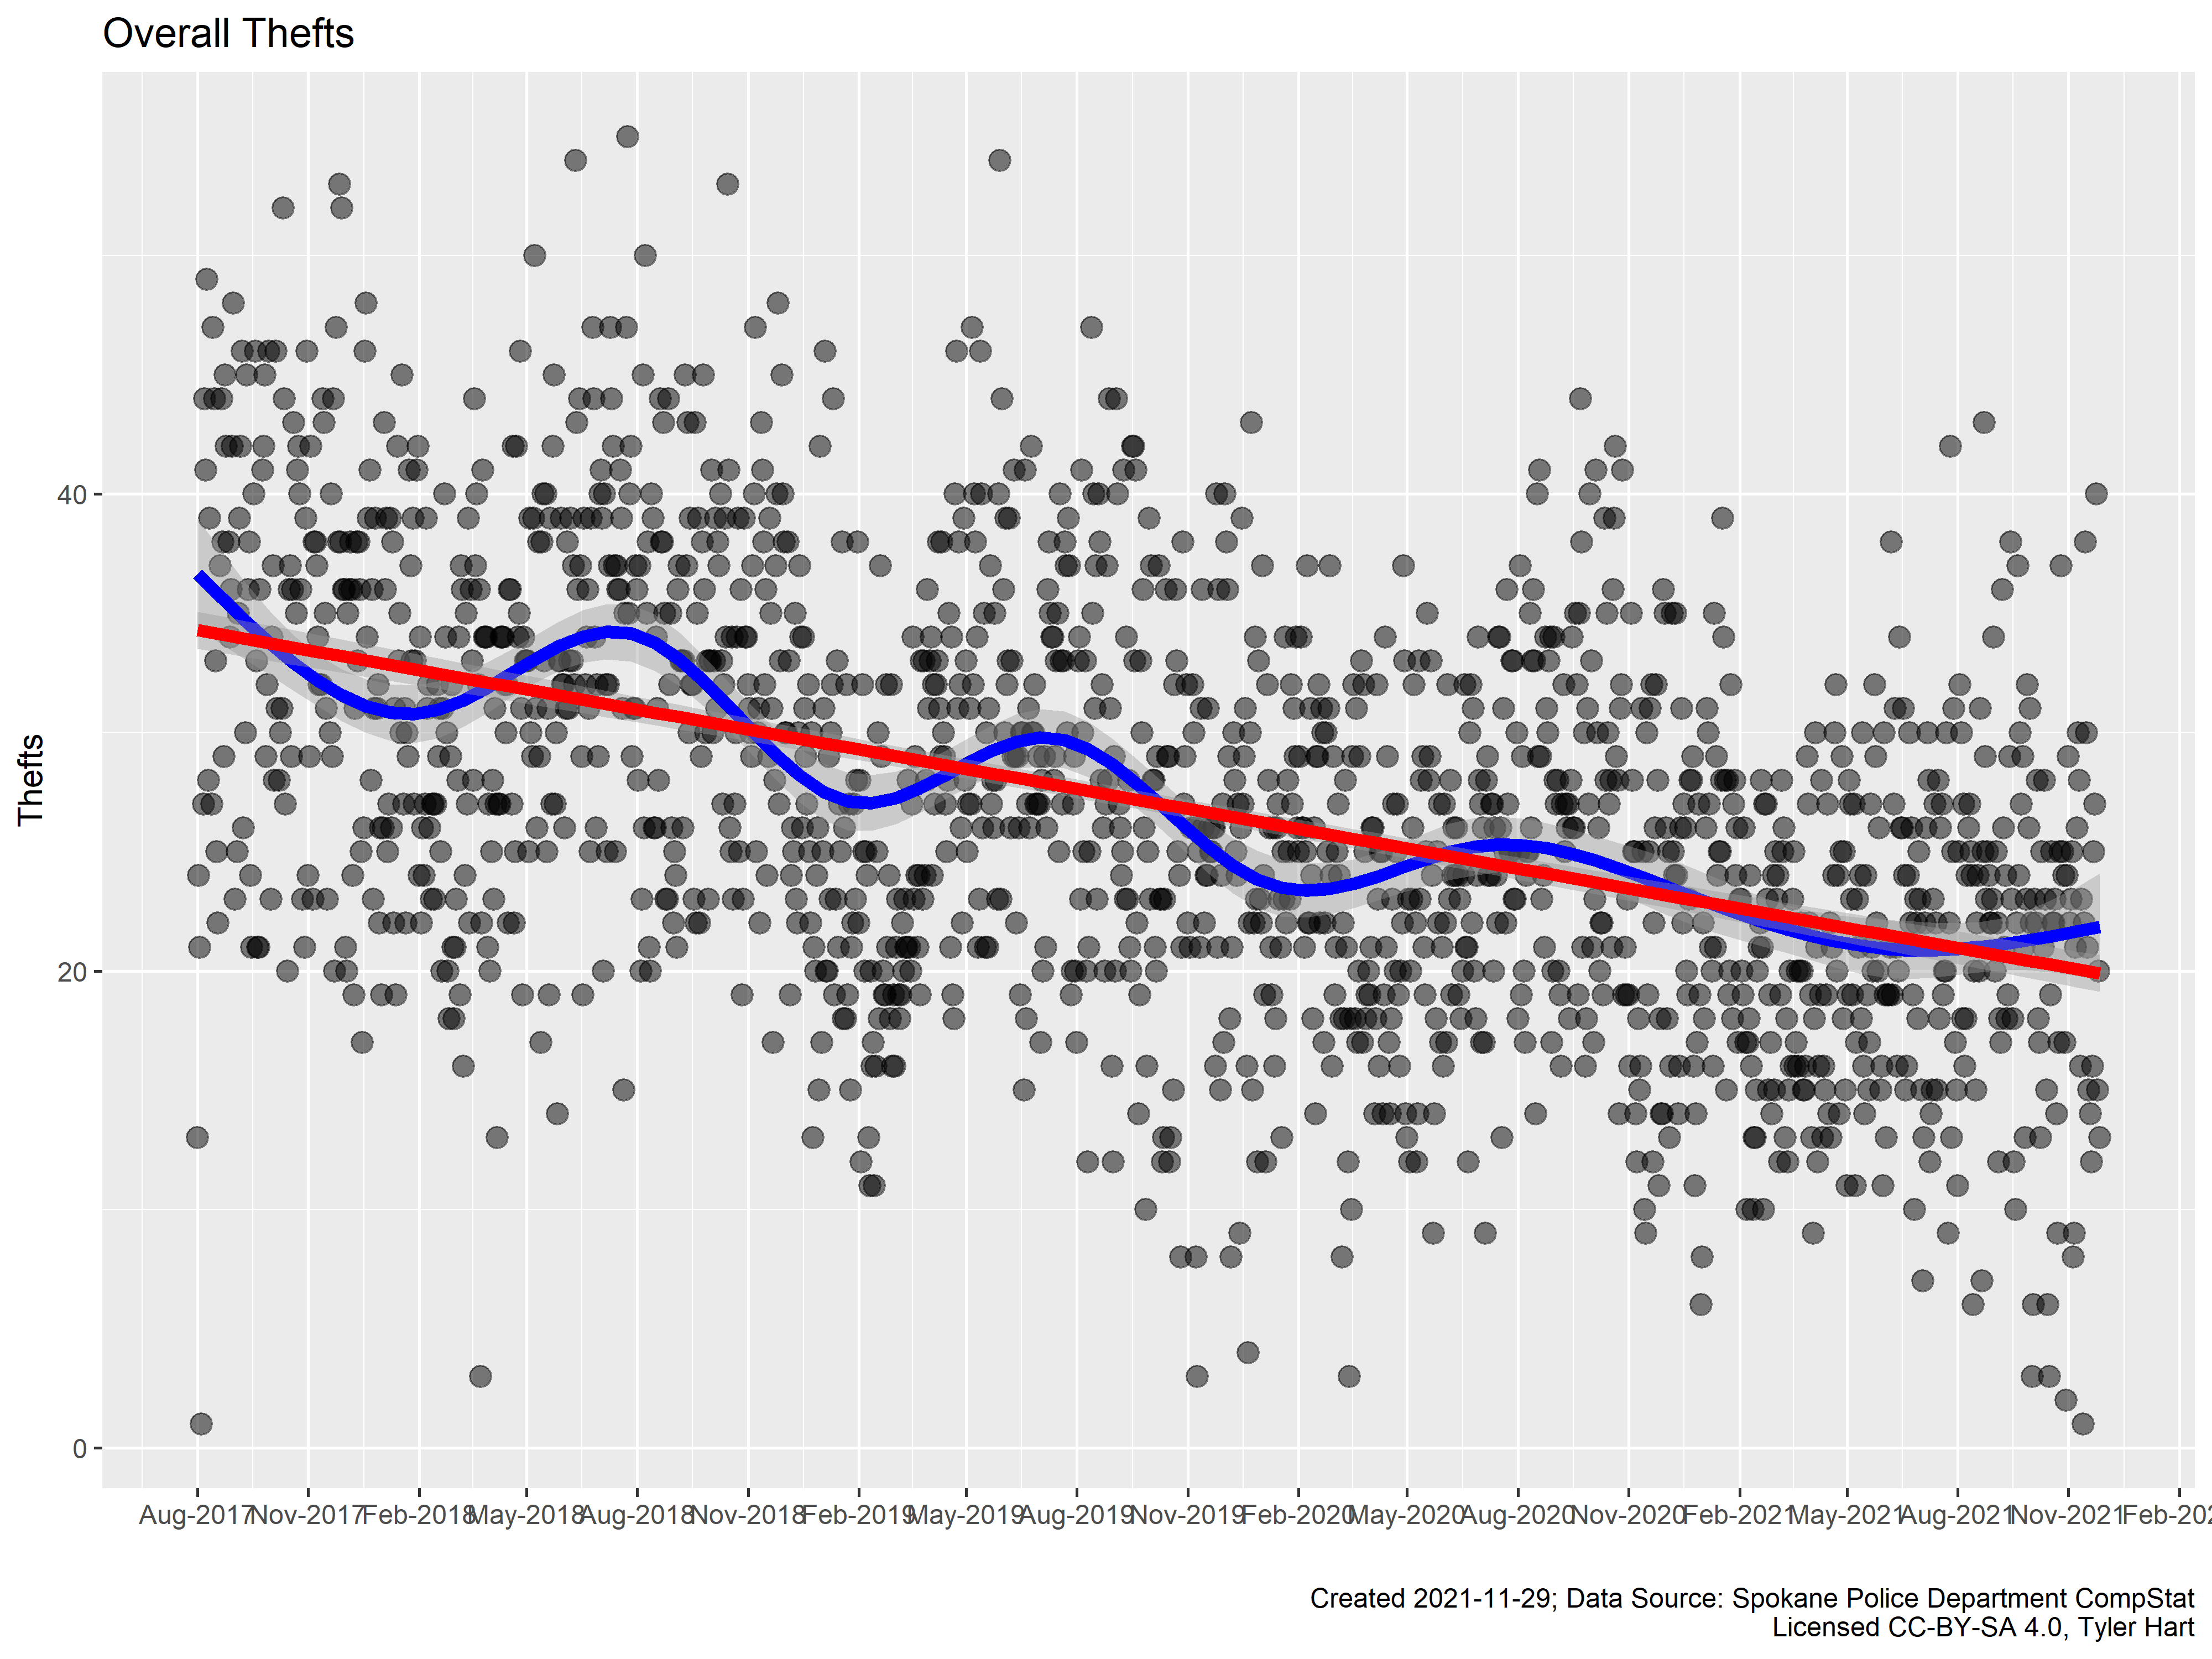 Overall Thefts
Thefts
40
20
0
Aug-2017 Nov-2017 Feb-2018 May-2018 Aug-2018 Nov-2018 Feb-2019 May-2019 Aug-2019 Nov-2019 Feb-2020 May-2020 Aug-2020 Nov-2020 Feb-2021 May-2021 Aug-2021 Nov-2021
Created 2021-11-29; Data Source: Spokane Police Department CompStat
Licensed CC-BY-SA 4.0, Tyler Hart